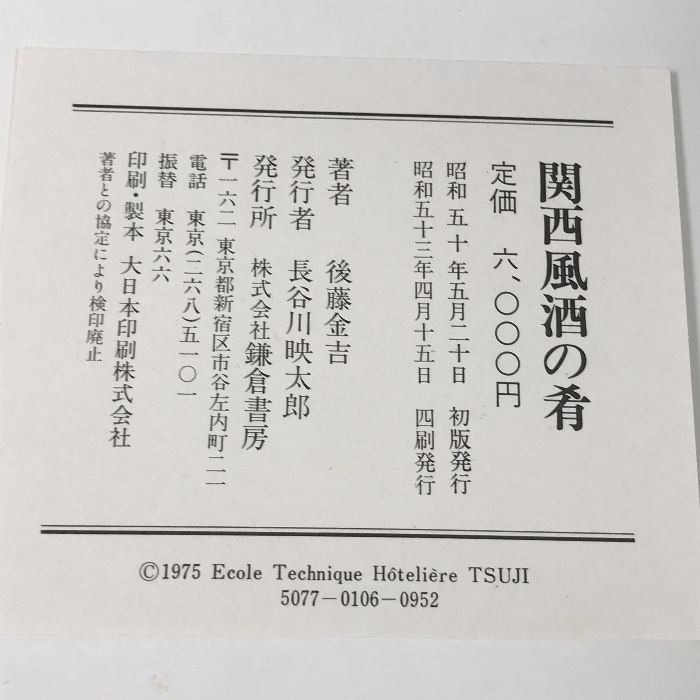 関西風酒の肴
定価 六、〇〇〇円
昭和五十年五月二十日 初版発行
昭和五十三年四月十五日 四刷発行
著者 後藤金吉
発行者 長谷川映太郎
発行所 株式会社鎌倉書房
〒一六二 東京都新宿区市谷左内町二一
電話 東京(二六八)五一〇一
振替 東京六六
印刷・製本 大日本印刷株式会社
著者との協定により検印廃止
©1975 Ecole Technique Hôtelière TSUJI
5077-0106-0952